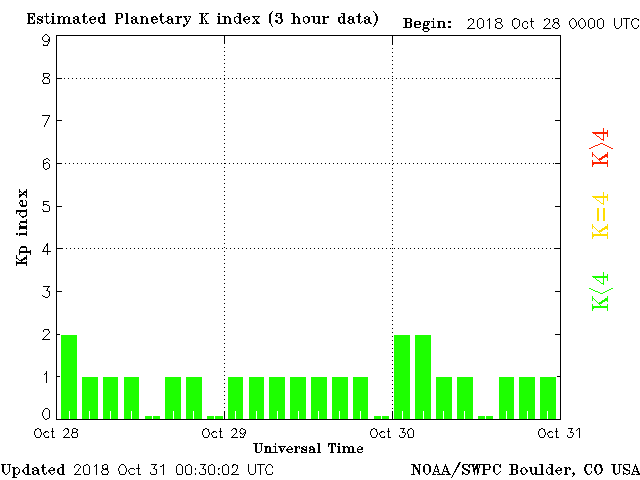 Estimated Planetary K index (3 hour data)
Begin: 2018 Oct 28 0000 UTC
9
8
7
6
5
4
3
2
1
0
Kp index
K>4
K=4
K<4
Oct 28
Oct 29
Oct 30
Oct 31
Universal Time
Updated 2018 Oct 31 00:30:02 UTC
NOAA/SWPC Boulder, CO USA